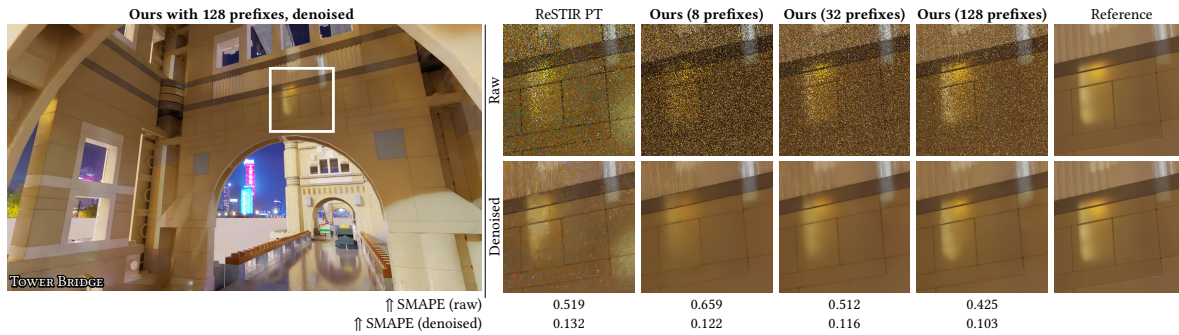 Ours with 128 prefixes, denoised
ReSTIR PT
Ours (8 prefixes)
Ours (32 prefixes)
Ours (128 prefixes)
Reference
Raw
Denoised
Tower Bridge
⇑ SMAPE (raw) 0.519 0.659 0.512 0.425
⇑ SMAPE (denoised) 0.132 0.122 0.116 0.103